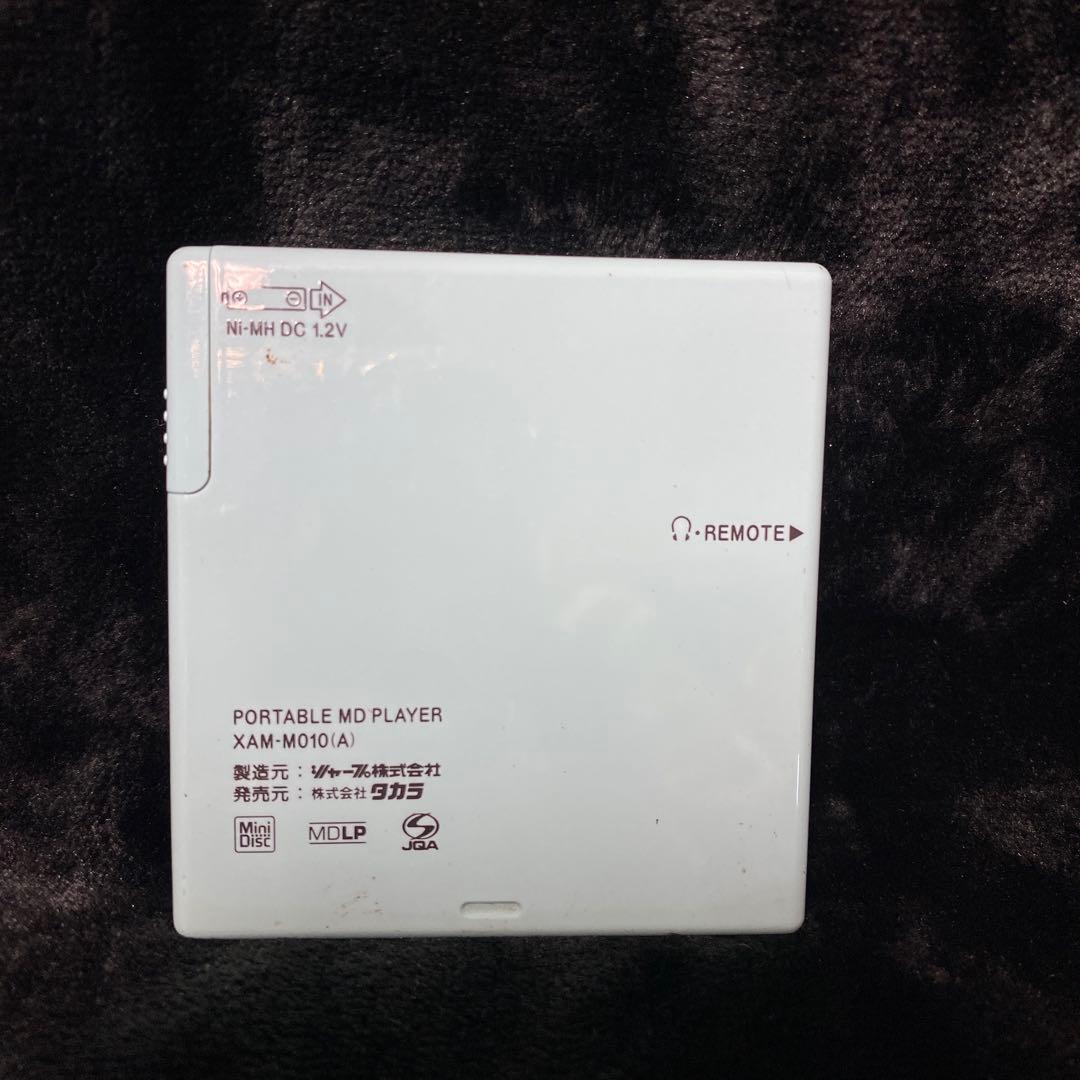 IN
Ni-MH DC 1.2V
・REMOTE▶
PORTABLE MD PLAYER
XAM-M010(A)
製造元：シャープ株式会社
発売元：株式会社タカラ
Mini Disc MDLP JQA